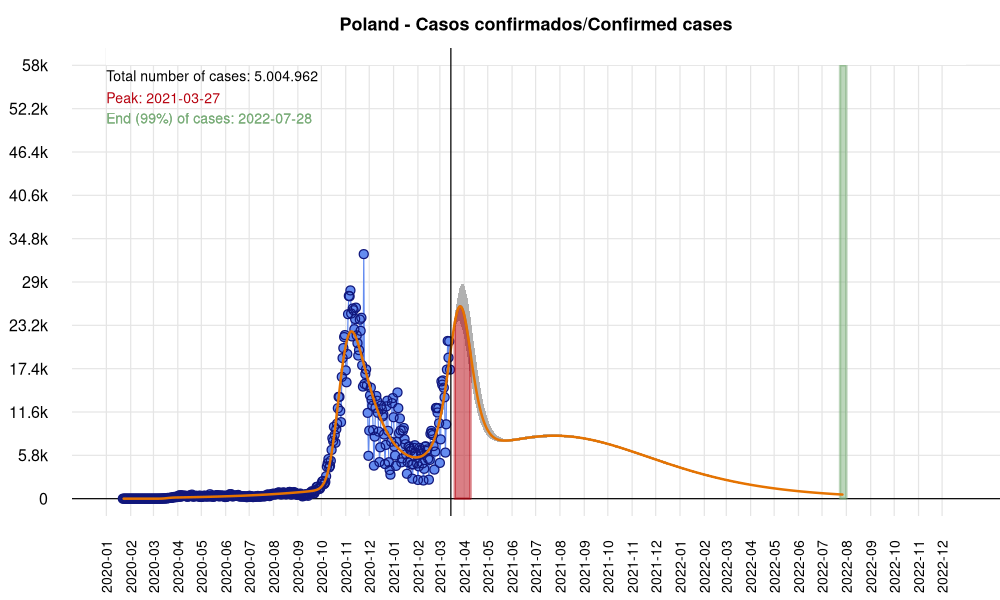 Poland - Casos confirmados/Confirmed cases
Total number of cases: 5.004.962
Peak: 2021-03-27
End (99%) of cases: 2022-07-28
58k
52.2k
46.4k
40.6k
34.8k
29k
23.2k
17.4k
11.6k
5.8k
0
2020-01
2020-02
2020-03
2020-04
2020-05
2020-06
2020-07
2020-08
2020-09
2020-10
2020-11
2020-12
2021-01
2021-02
2021-03
2021-04
2021-05
2021-06
2021-07
2021-08
2021-09
2021-10
2021-11
2021-12
2022-01
2022-02
2022-03
2022-04
2022-05
2022-06
2022-07
2022-08
2022-09
2022-10
2022-11
2022-12